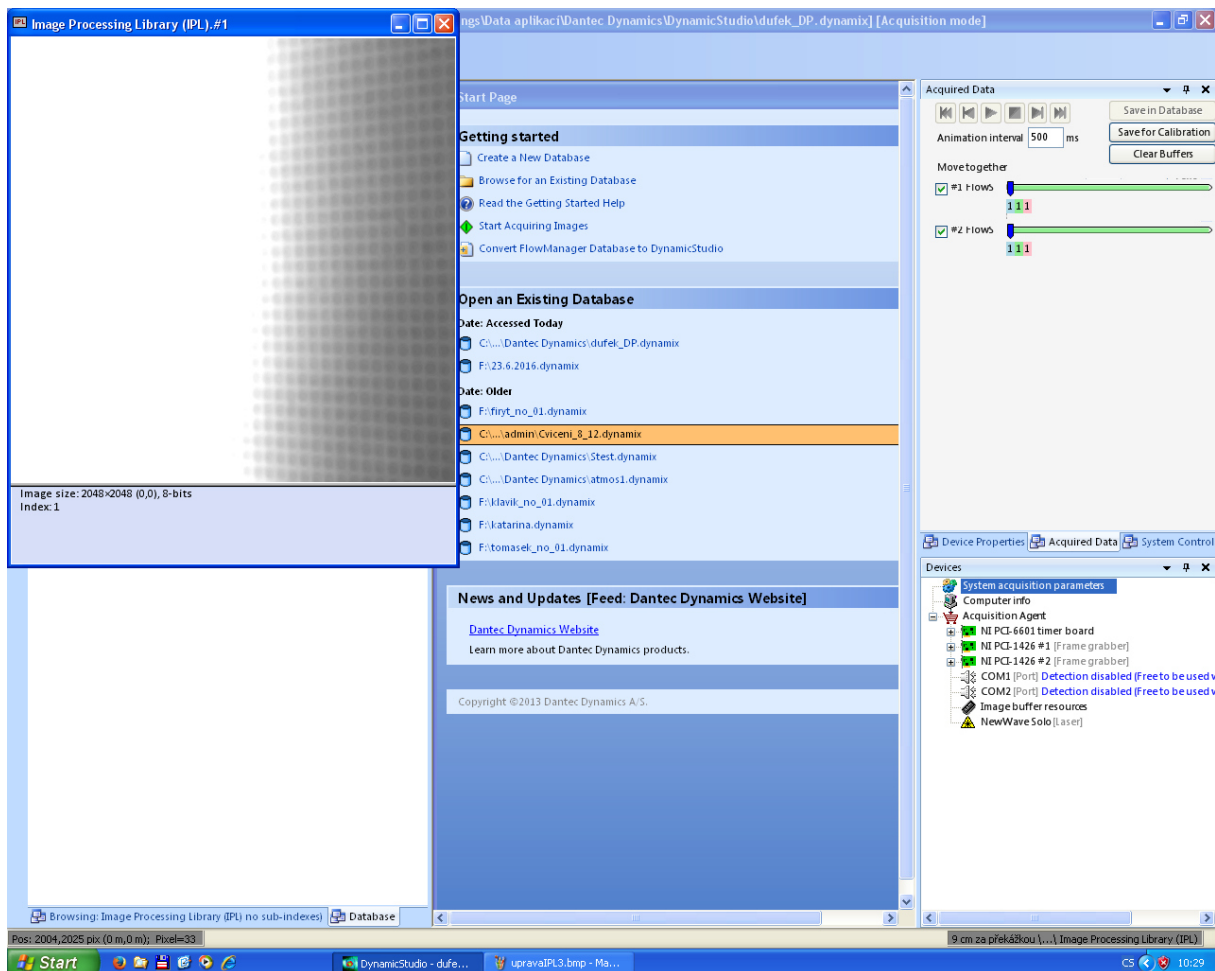 Image Processing Library (IPL).#1
ngs\Data aplikací\Dantec Dynamics\DynamicStudio\dufek_DP.dynamix] [Acquisition mode]
Image size: 2048×2048 (0,0), 8-bits
Index: 1
Start Page
Getting started
Create a New Database
Browse for an Existing Database
Read the Getting Started Help
Start Acquiring Images
Convert FlowManager Database to DynamicStudio
Open an Existing Database
Date: Accessed Today
C:\...\Dantec Dynamics\dufek_DP.dynamix
F:\23.6.2016.dynamix
Date: Older
F:\firyt_no_01.dynamix
C:\...\admin\Cviceni_8_12.dynamix
C:\...\Dantec Dynamics\Stest.dynamix
C:\...\Dantec Dynamics\atmos1.dynamix
F:\klavik_no_01.dynamix
F:\katarina.dynamix
F:\tomasek_no_01.dynamix
News and Updates [Feed: Dantec Dynamics Website]
Dantec Dynamics Website
Learn more about Dantec Dynamics products.
Copyright ©2013 Dantec Dynamics A/S.
Acquired Data
Save in Database
Animation interval 500 ms
Save for Calibration
Clear Buffers
Move together
#1 FlowS
1 1 1
#2 FlowS
1 1 1
Device Properties Acquired Data System Control
Devices
System acquisition parameters
Computer info
Acquisition Agent
NI PCI-6601 timer board
NI PCI-1426 #1 [Frame grabber]
NI PCI-1426 #2 [Frame grabber]
COM1 [Port] Detection disabled (Free to be used v
COM2 [Port] Detection disabled (Free to be used v
Image buffer resources
NewWave Solo [Laser]
Browsing: Image Processing Library (IPL) no sub-indexes) Database
Pos: 2004,2025 pix (0 m,0 m); Pixel=33
9 cm za překážkou \...\ Image Processing Library (IPL)
Start DynamicStudio - dufe... upravaIPL3.bmp - Ma... CS 10:29